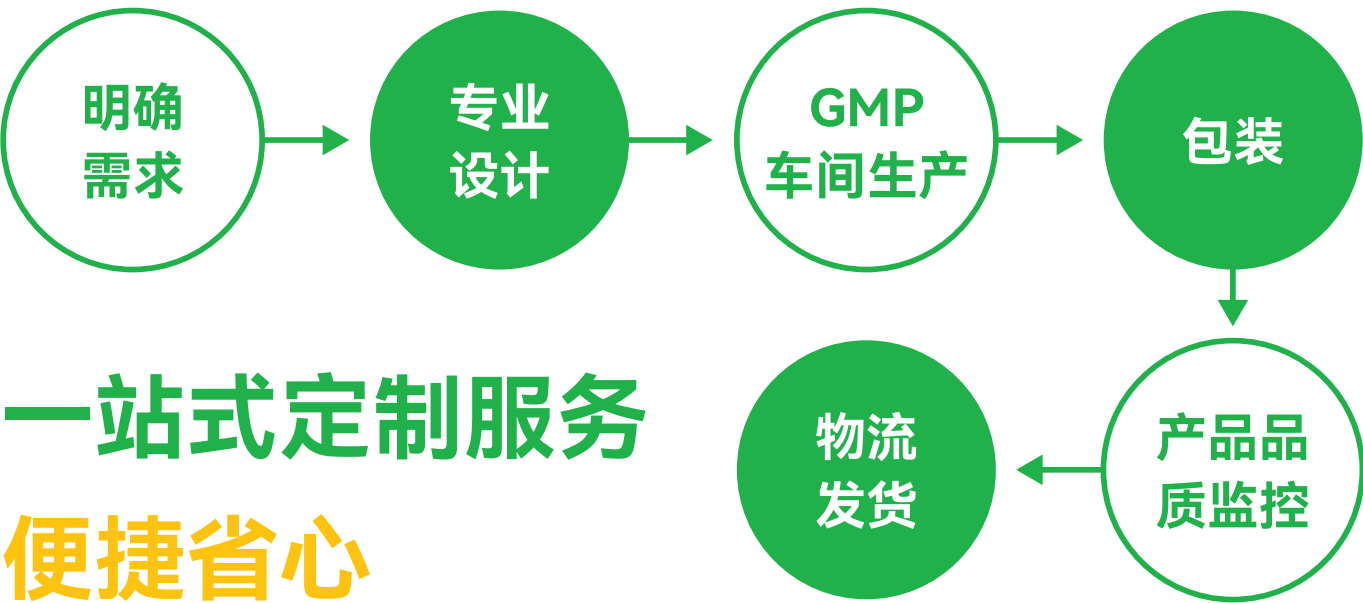 明确
需求
专业
设计
GMP
车间生产
包装
产品品
质监控
物流
发货
一站式定制服务
便捷省心